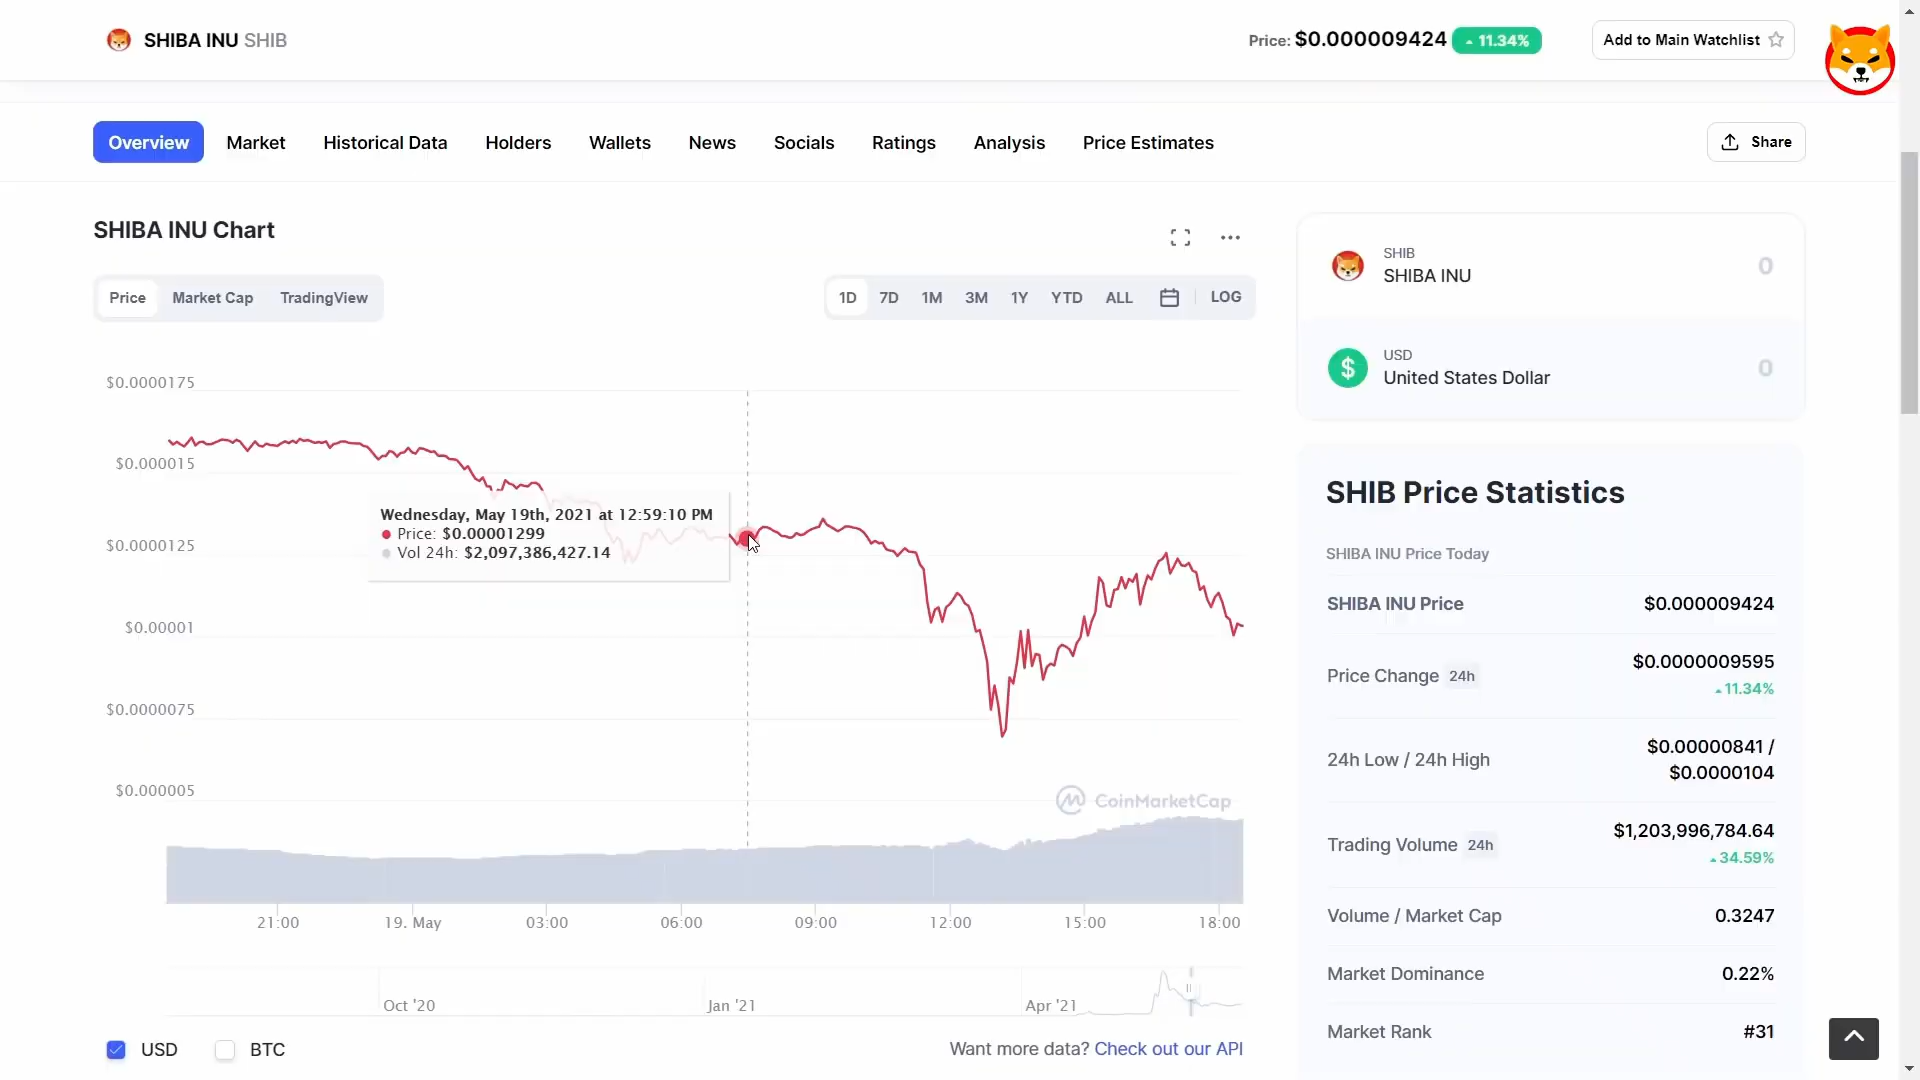 SHIBA INU SHIB
Price: $0.000009424 11.34%
Add to Main Watchlist
Overview Market Historical Data Holders Wallets News Socials Ratings Analysis Price Estimates
Share
SHIBA INU Chart
Price Market Cap TradingView
1D 7D 1M 3M 1Y YTD ALL LOG
$0.0000175
$0.000015
$0.0000125
$0.00001
$0.0000075
$0.000005
Wednesday, May 19th, 2021 at 12:59:10 PM
Price: $0.00001299
Vol 24h: $2,097,386,427.14
CoinMarketCap
21:00 19. May 03:00 06:00 09:00 12:00 15:00 18:00
Oct '20 Jan '21 Apr '21
USD BTC
Want more data? Check out our API
SHIB
SHIBA INU
0
USD
United States Dollar
0
SHIB Price Statistics
SHIBA INU Price Today
SHIBA INU Price $0.000009424
Price Change 24h $0.0000009595
11.34%
24h Low / 24h High $0.00000841 /
$0.0000104
Trading Volume 24h $1,203,996,784.64
34.59%
Volume / Market Cap 0.3247
Market Dominance 0.22%
Market Rank #31